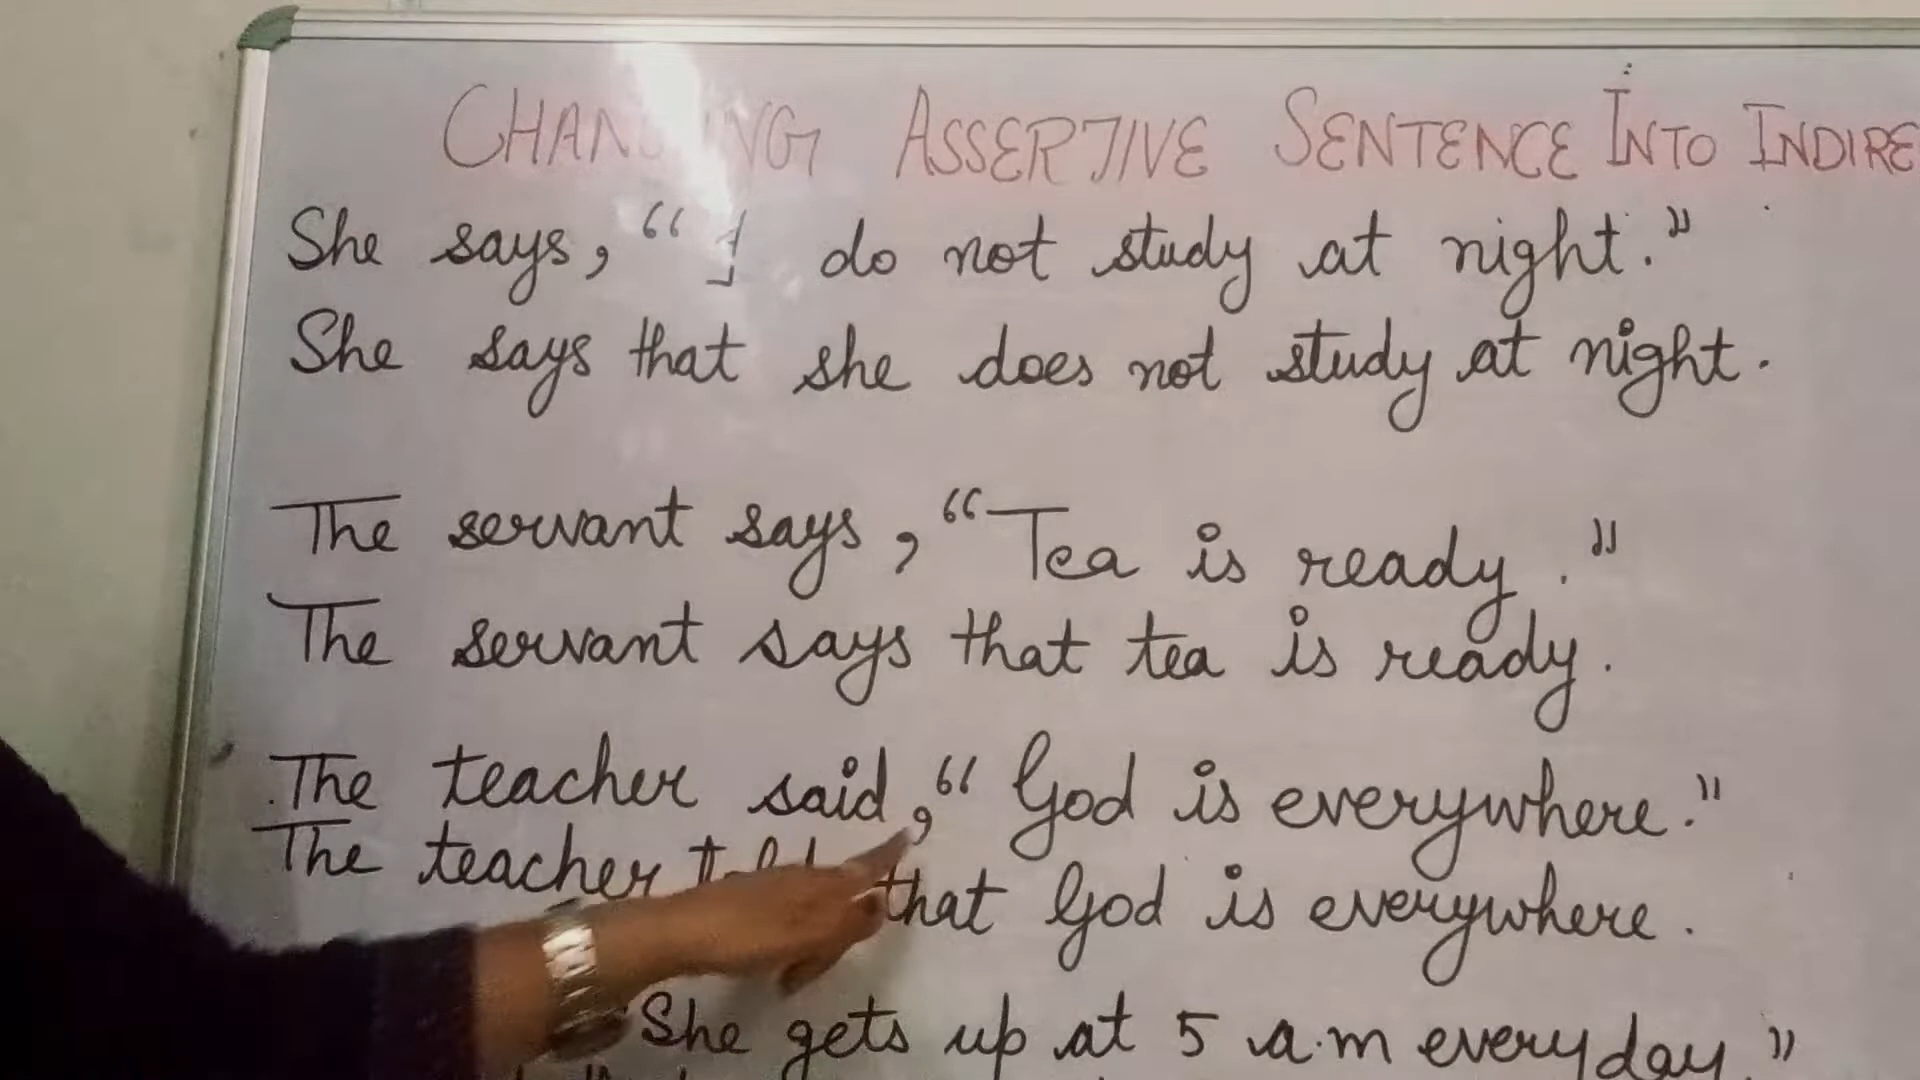 CHANGING ASSERTIVE SENTENCE INTO INDIRE
She says, “I do not study at night.”
She says that she does not study at night.
The servant says, “Tea is ready.”
The servant says that tea is ready.
The teacher said, “God is everywhere.”
The teacher told that God is everywhere.
She gets up at 5 a.m everyday.”